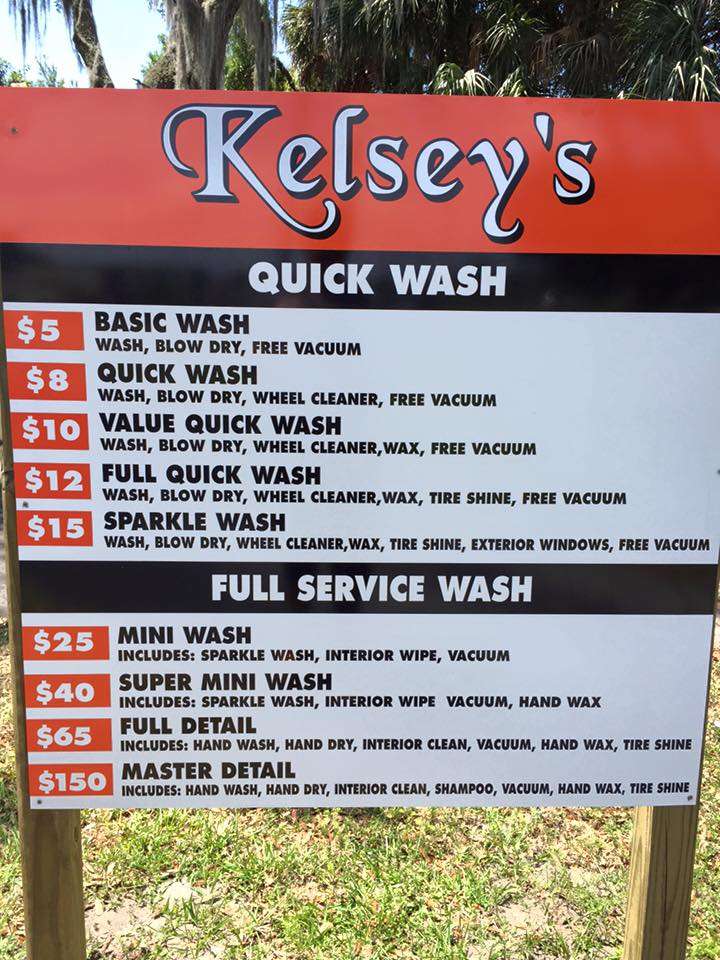 Kelsey's
QUICK WASH
$5 BASIC WASH
WASH, BLOW DRY, FREE VACUUM
$8 QUICK WASH
WASH, BLOW DRY, WHEEL CLEANER, FREE VACUUM
$10 VALUE QUICK WASH
WASH, BLOW DRY, WHEEL CLEANER,WAX, FREE VACUUM
$12 FULL QUICK WASH
WASH, BLOW DRY, WHEEL CLEANER,WAX, TIRE SHINE, FREE VACUUM
$15 SPARKLE WASH
WASH, BLOW DRY, WHEEL CLEANER,WAX, TIRE SHINE, EXTERIOR WINDOWS, FREE VACUUM
FULL SERVICE WASH
$25 MINI WASH
INCLUDES: SPARKLE WASH, INTERIOR WIPE, VACUUM
$40 SUPER MINI WASH
INCLUDES: SPARKLE WASH, INTERIOR WIPE VACUUM, HAND WAX
$65 FULL DETAIL
INCLUDES: HAND WASH, HAND DRY, INTERIOR CLEAN, VACUUM, HAND WAX, TIRE SHINE
$150 MASTER DETAIL
INCLUDES: HAND WASH, HAND DRY, INTERIOR CLEAN, SHAMPOO, VACUUM, HAND WAX, TIRE SHINE